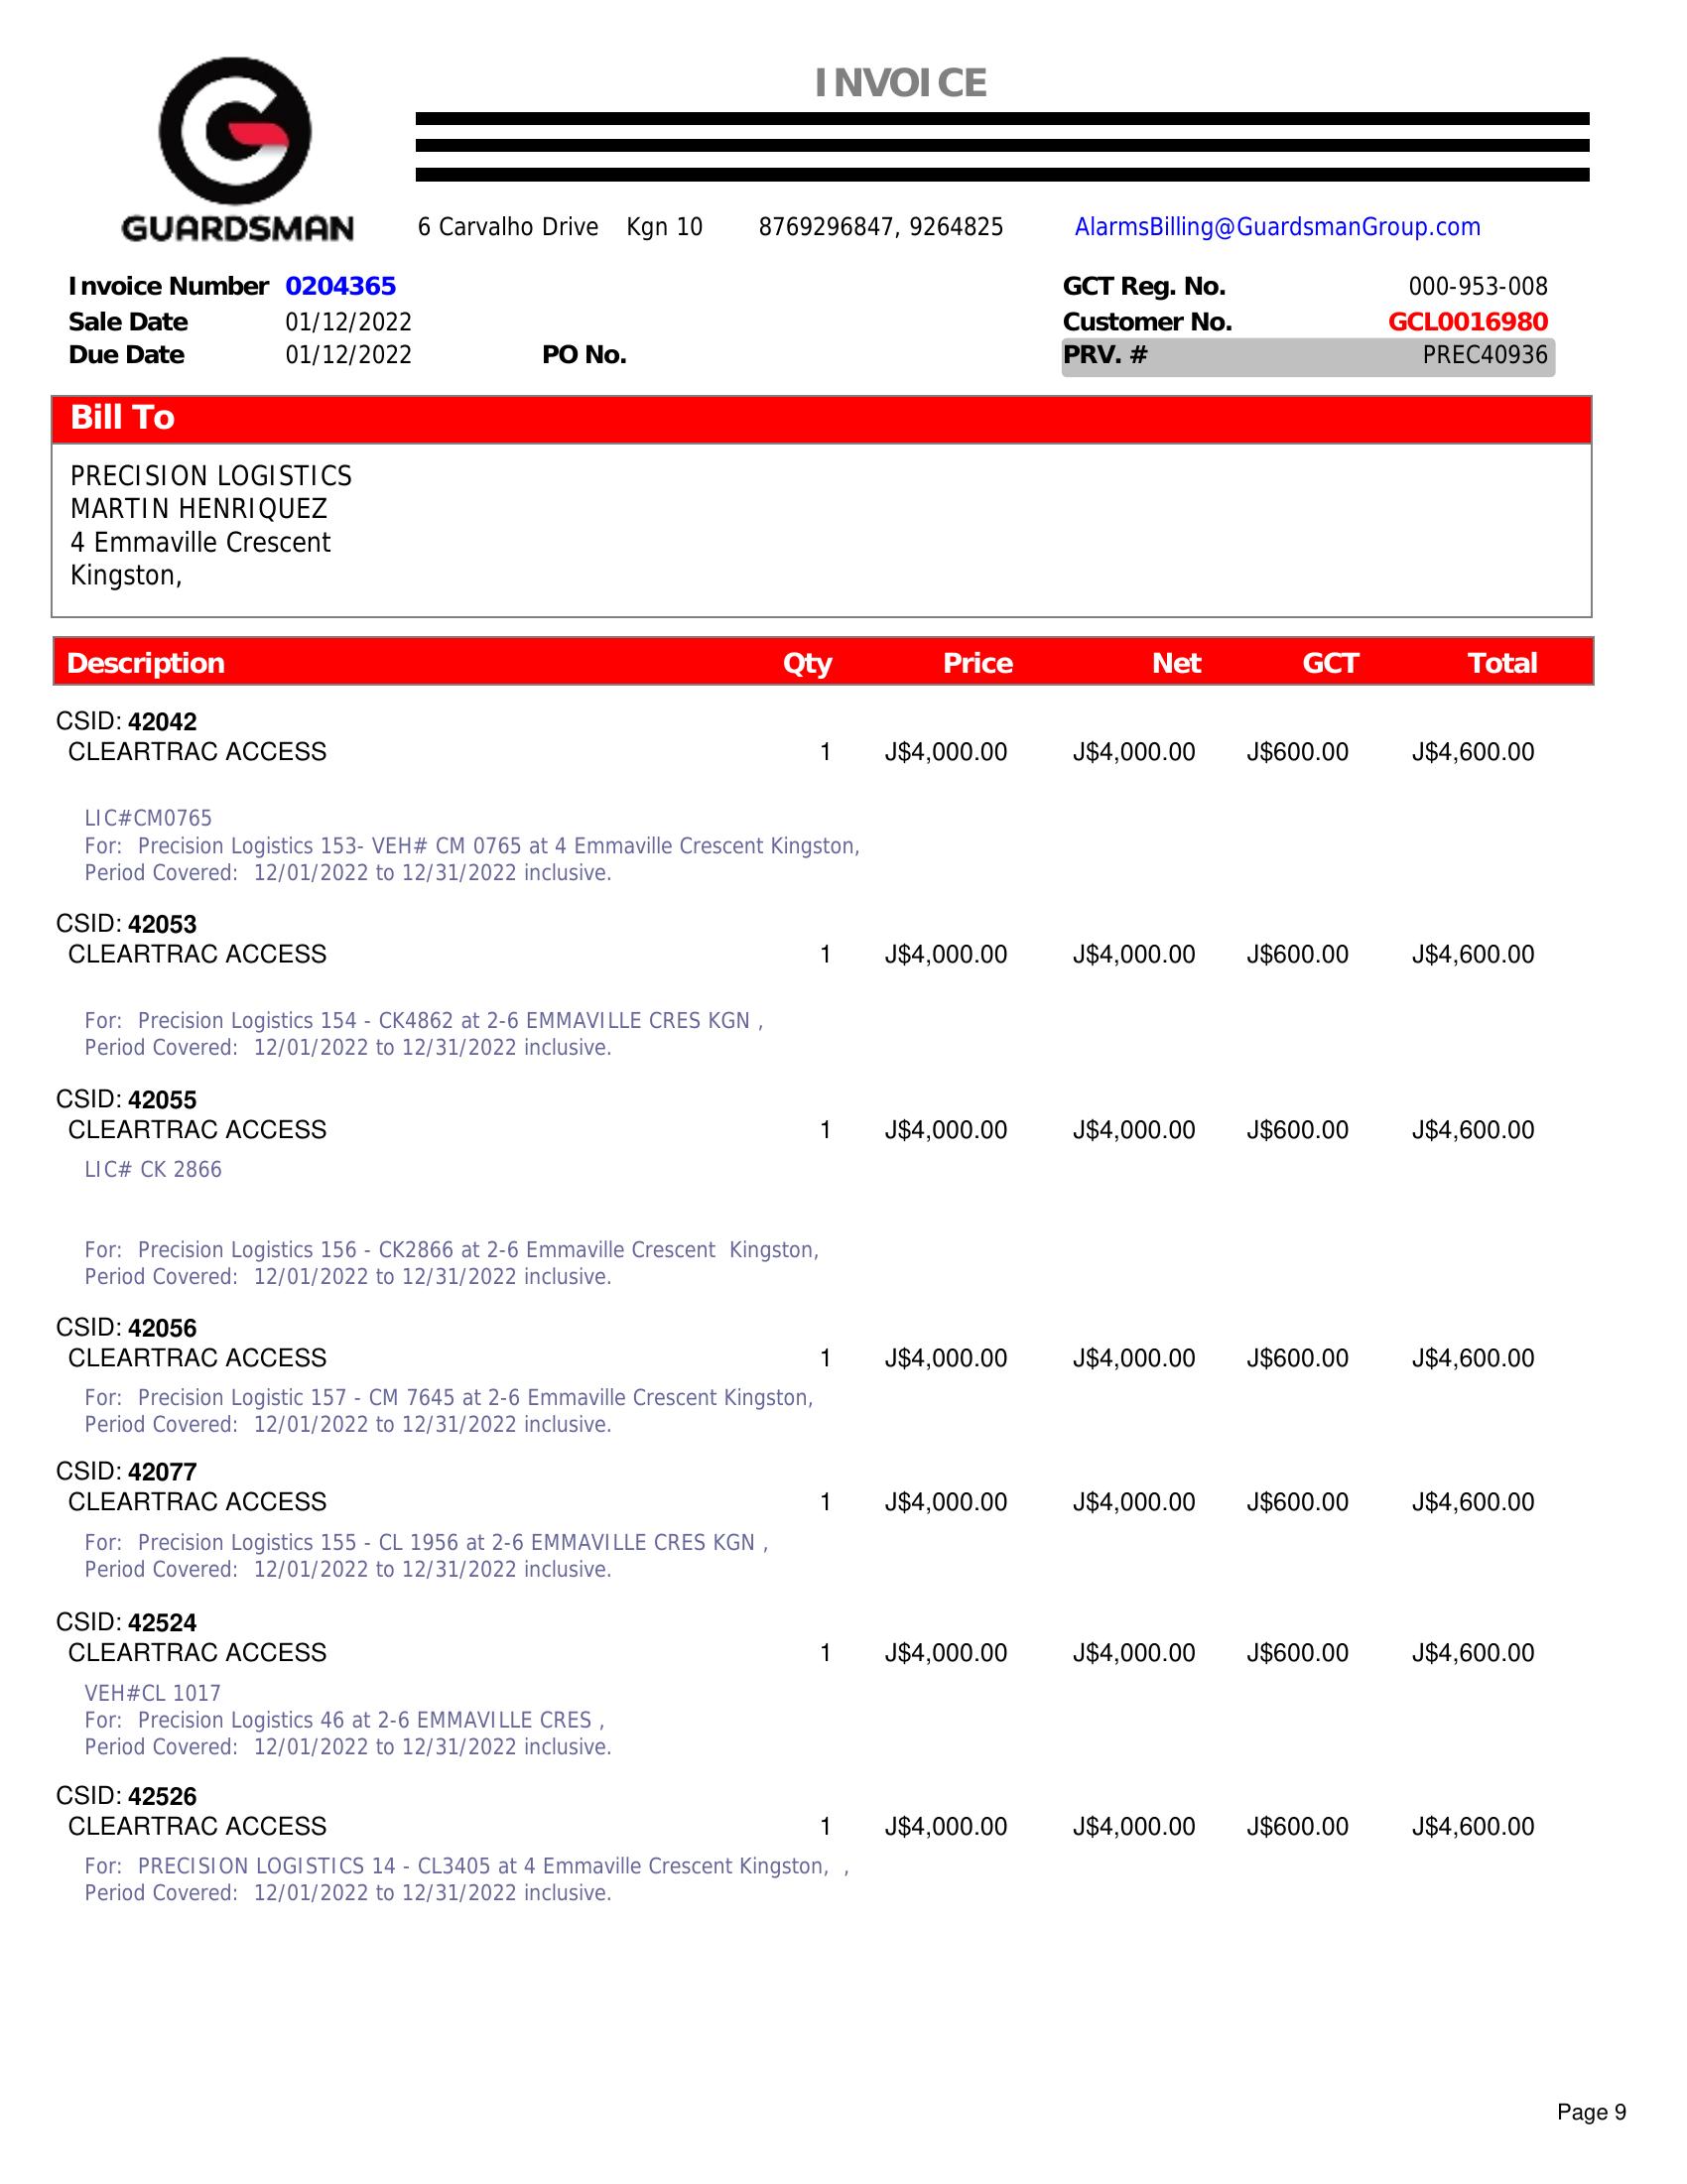 INVOICE
GUARDSMAN
6 Carvalho Drive Kgn 10 8769296847, 9264825 AlarmsBilling@GuardsmanGroup.com
Invoice Number 0204365 GCT Reg. No. 000-953-008
Sale Date 01/12/2022 Customer No. GCL0016980
Due Date 01/12/2022 PO No. PRV. # PREC40936
Bill To
PRECISION LOGISTICS
MARTIN HENRIQUEZ
4 Emmaville Crescent
Kingston,
Description Qty Price Net GCT Total
CSID: 42042
CLEARTRAC ACCESS 1 J$4,000.00 J$4,000.00 J$600.00 J$4,600.00
LIC#CM0765
For: Precision Logistics 153- VEH# CM 0765 at 4 Emmaville Crescent Kingston,
Period Covered: 12/01/2022 to 12/31/2022 inclusive.
CSID: 42053
CLEARTRAC ACCESS 1 J$4,000.00 J$4,000.00 J$600.00 J$4,600.00
For: Precision Logistics 154 - CK4862 at 2-6 EMMAVILLE CRES KGN ,
Period Covered: 12/01/2022 to 12/31/2022 inclusive.
CSID: 42055
CLEARTRAC ACCESS 1 J$4,000.00 J$4,000.00 J$600.00 J$4,600.00
LIC# CK 2866
For: Precision Logistics 156 - CK2866 at 2-6 Emmaville Crescent Kingston,
Period Covered: 12/01/2022 to 12/31/2022 inclusive.
CSID: 42056
CLEARTRAC ACCESS 1 J$4,000.00 J$4,000.00 J$600.00 J$4,600.00
For: Precision Logistic 157 - CM 7645 at 2-6 Emmaville Crescent Kingston,
Period Covered: 12/01/2022 to 12/31/2022 inclusive.
CSID: 42077
CLEARTRAC ACCESS 1 J$4,000.00 J$4,000.00 J$600.00 J$4,600.00
For: Precision Logistics 155 - CL 1956 at 2-6 EMMAVILLE CRES KGN ,
Period Covered: 12/01/2022 to 12/31/2022 inclusive.
CSID: 42524
CLEARTRAC ACCESS 1 J$4,000.00 J$4,000.00 J$600.00 J$4,600.00
VEH#CL 1017
For: Precision Logistics 46 at 2-6 EMMAVILLE CRES ,
Period Covered: 12/01/2022 to 12/31/2022 inclusive.
CSID: 42526
CLEARTRAC ACCESS 1 J$4,000.00 J$4,000.00 J$600.00 J$4,600.00
For: PRECISION LOGISTICS 14 - CL3405 at 4 Emmaville Crescent Kingston, ,
Period Covered: 12/01/2022 to 12/31/2022 inclusive.
Page 9